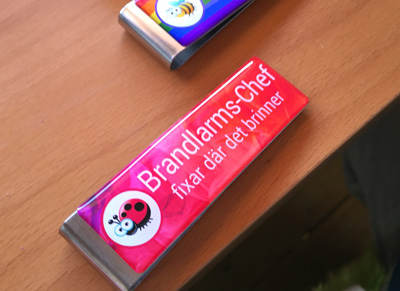 Brandlarms-Chef
fixar där det brinner